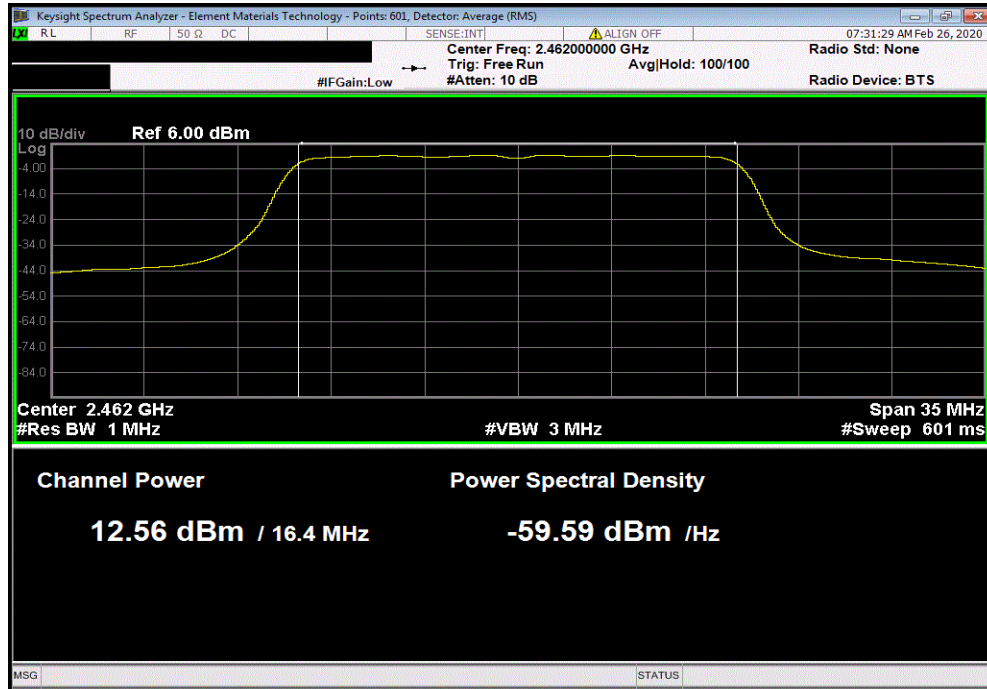 Keysight Spectrum Analyzer - Element Materials Technology - Points: 601, Detector: Average (RMS)
LXI RL RF 50 Ω DC SENSE:INT ALIGN OFF 07:31:29 AM Feb 26, 2020
Center Freq: 2.462000000 GHz Radio Std: None
Trig: Free Run Avg|Hold: 100/100
#IFGain:Low #Atten: 10 dB Radio Device: BTS
10 dB/div Ref 6.00 dBm
Log
-4.00
-14.0
-24.0
-34.0
-44.0
-54.0
-64.0
-74.0
-84.0
Center 2.462 GHz Span 35 MHz
#Res BW 1 MHz #VBW 3 MHz #Sweep 601 ms
Channel Power Power Spectral Density
12.56 dBm / 16.4 MHz -59.59 dBm /Hz
MSG STATUS